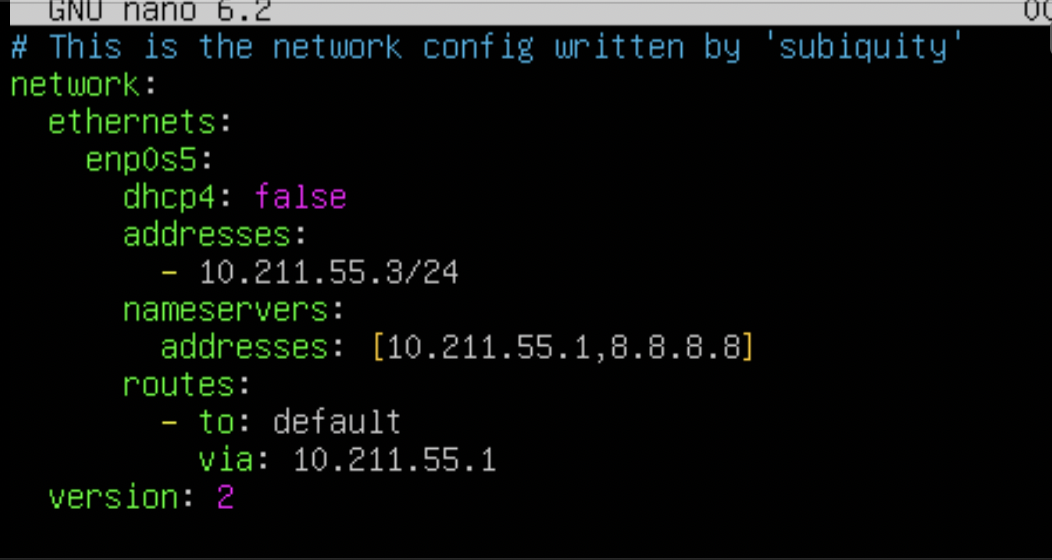 GNU nano 6.2
# This is the network config written by 'subiquity'
network:
  ethernets:
    enp0s5:
      dhcp4: false
      addresses:
        - 10.211.55.3/24
      nameservers:
        addresses: [10.211.55.1,8.8.8.8]
      routes:
        - to: default
          via: 10.211.55.1
  version: 2